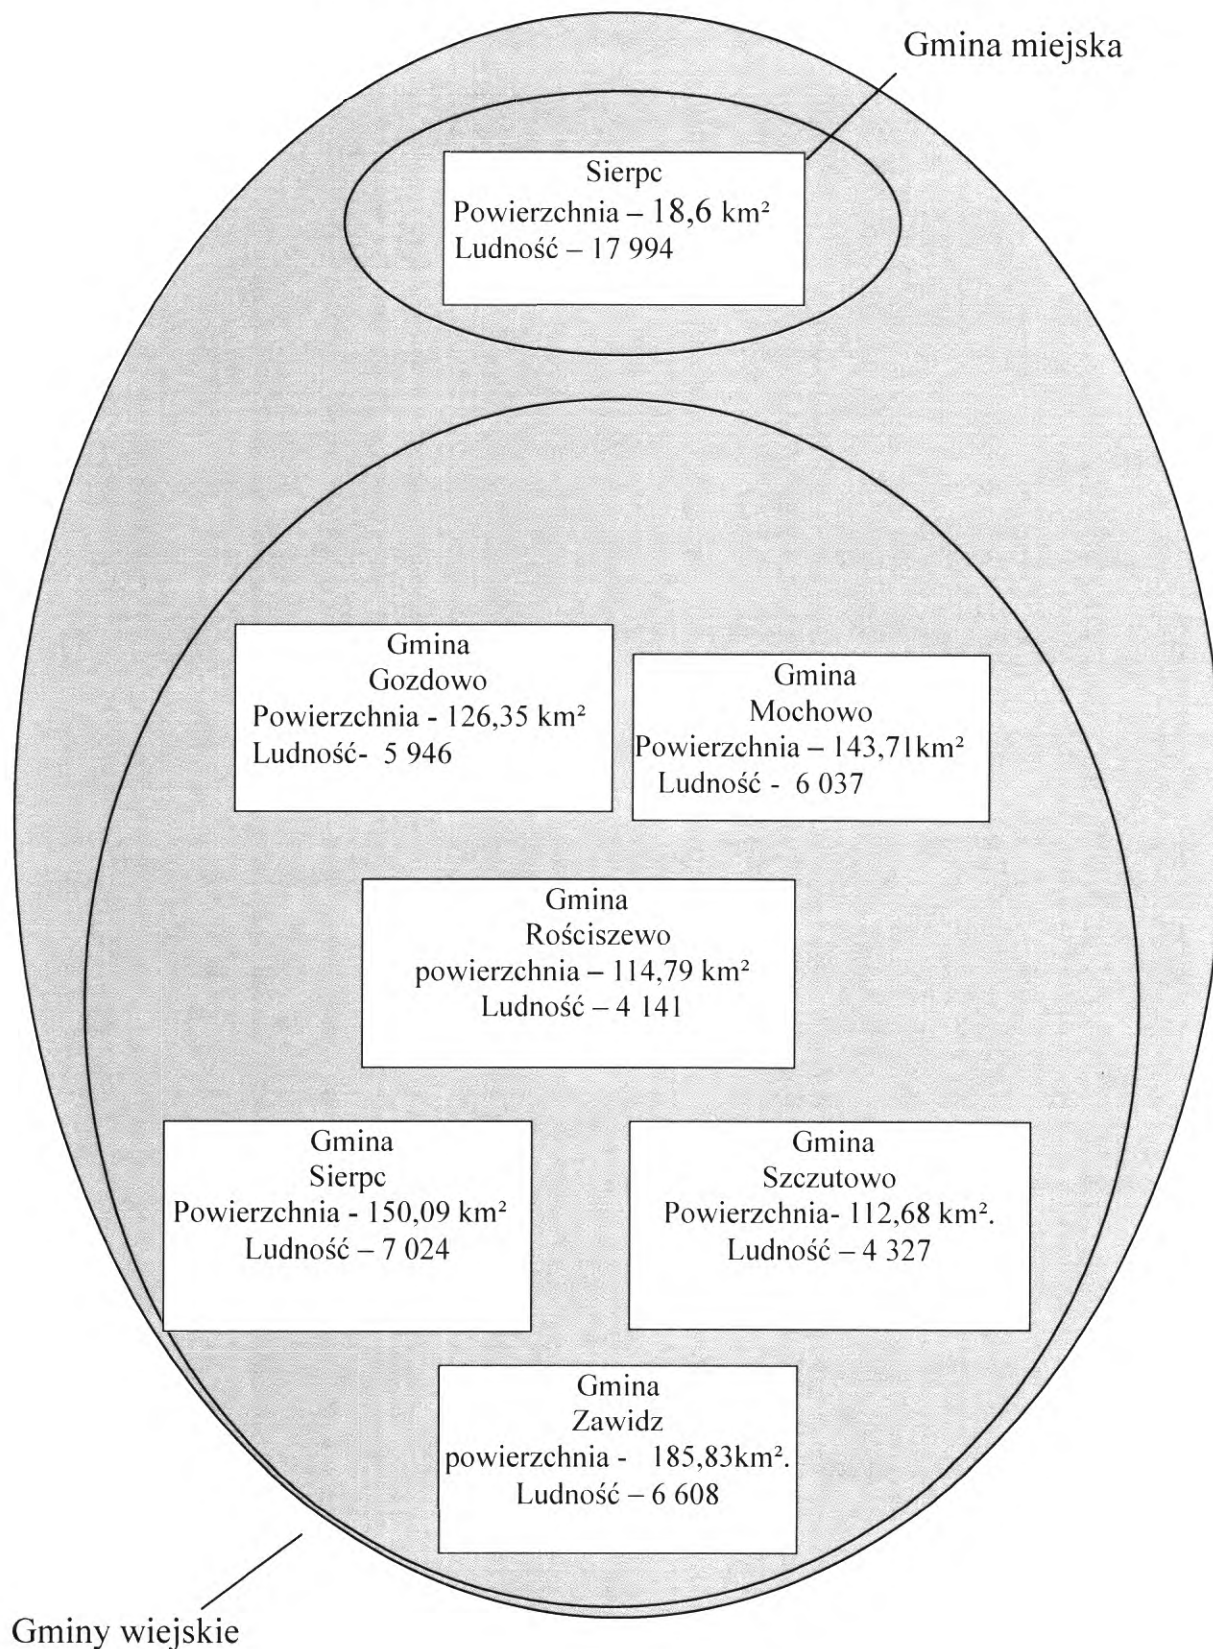 Gmina miejska
Sierpc
Powierzchnia – 18,6 km²
Ludność – 17 994
Gmina
Gozdowo
Powierzchnia - 126,35 km²
Ludność-  5 946
Gmina
Mochowo
Powierzchnia – 143,71km²
Ludność -  6 037
Gmina
Rościszewo
powierzchnia – 114,79 km²
Ludność – 4 141
Gmina
Sierpc
Powierzchnia - 150,09 km²
Ludność – 7 024
Gmina
Szczutowo
Powierzchnia- 112,68 km².
Ludność – 4 327
Gmina
Zawidz
powierzchnia -   185,83km².
Ludność – 6 608
Gminy wiejskie